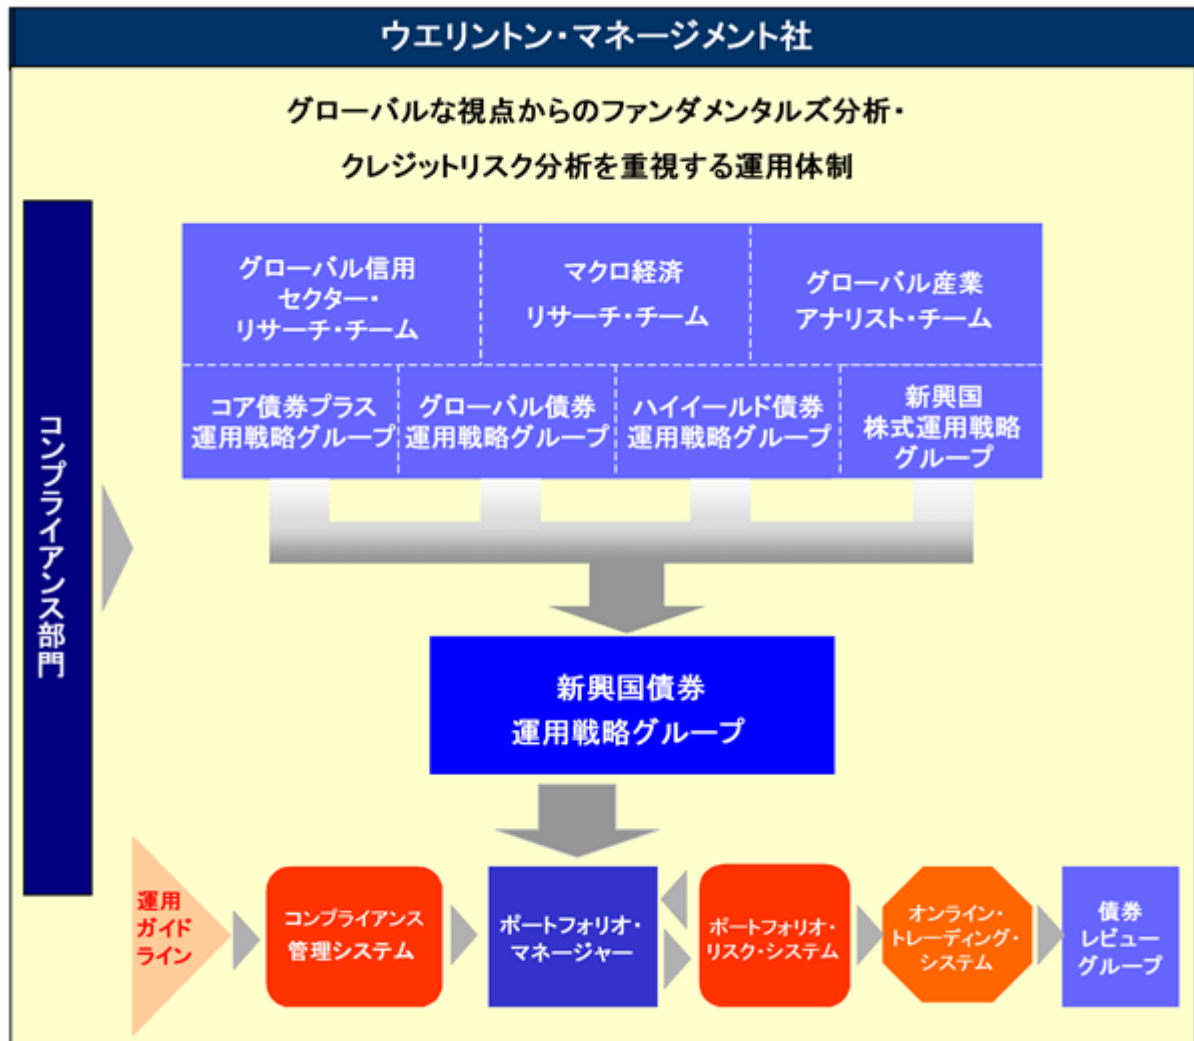 ウエリントン・マネージメント社
グローバルな視点からのファンダメンタルズ分析・
クレジットリスク分析を重視する運用体制
コンプライアンス部門
グローバル信用
セクター・
リサーチ・チーム
マクロ経済
リサーチ・チーム
グローバル産業
アナリスト・チーム
コア債券プラス
運用戦略グループ
グローバル債券
運用戦略グループ
ハイイールド債券
運用戦略グループ
新興国
株式運用戦略
グループ
新興国債券
運用戦略グループ
運用
ガイド
ライン
コンプライアンス
管理システム
ポートフォリオ・
マネージャー
ポートフォリオ・
リスク・システム
オンライン・
トレーディング・
システム
債券
レビュー
グループ